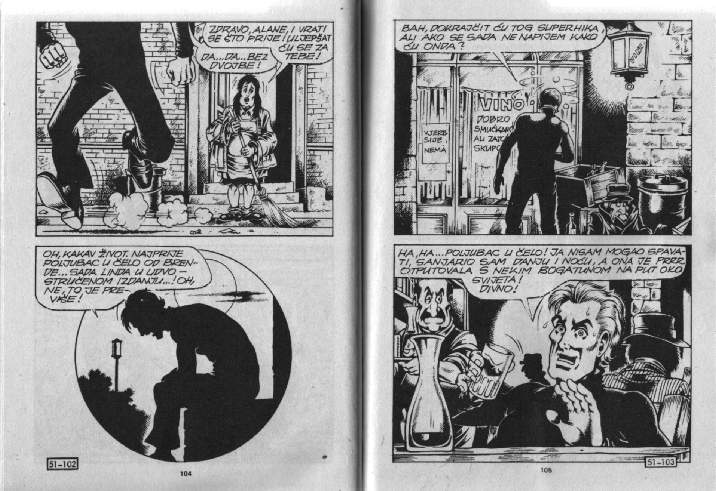 ZDRAVO, ALANE, I VRATI
SE ŠTO PRIJE! ULJEPŠAT
ĆU SE ZA
TEBE!
DA...DA...BEZ
DVOJBE!
OH, KAKAV ŽIVOT. NAJPRIJE
POLJUBAC U ČELO OD BREN-
DE...SADA LINDA U UDVO-
STRUČENOM IZDANJU...! OH,
NE, TO JE PRE-
VIŠE!
51-102
104
BAH, DOKRAJČIT ĆU TOG SUPERHIKA
ALI AKO SE SADA NE NAPIJEM KAKO
ĆU ONDA?
VINO
DOBRO
SMUĆKANO
ALI ZATO
SKUPO
VJERE
SIJE
NEMA
HA, HA...POLJUBAC U ČELO! JA NISAM MOGAO SPAVA-
TI, SANJARIO SAM DANJU I NOĆU, A ONA JE PRRR
OTPUTOVALA S NEKIM BOGATUNOM NA PUT OKO
SVIJETA!
DIVNO!
51-103
105